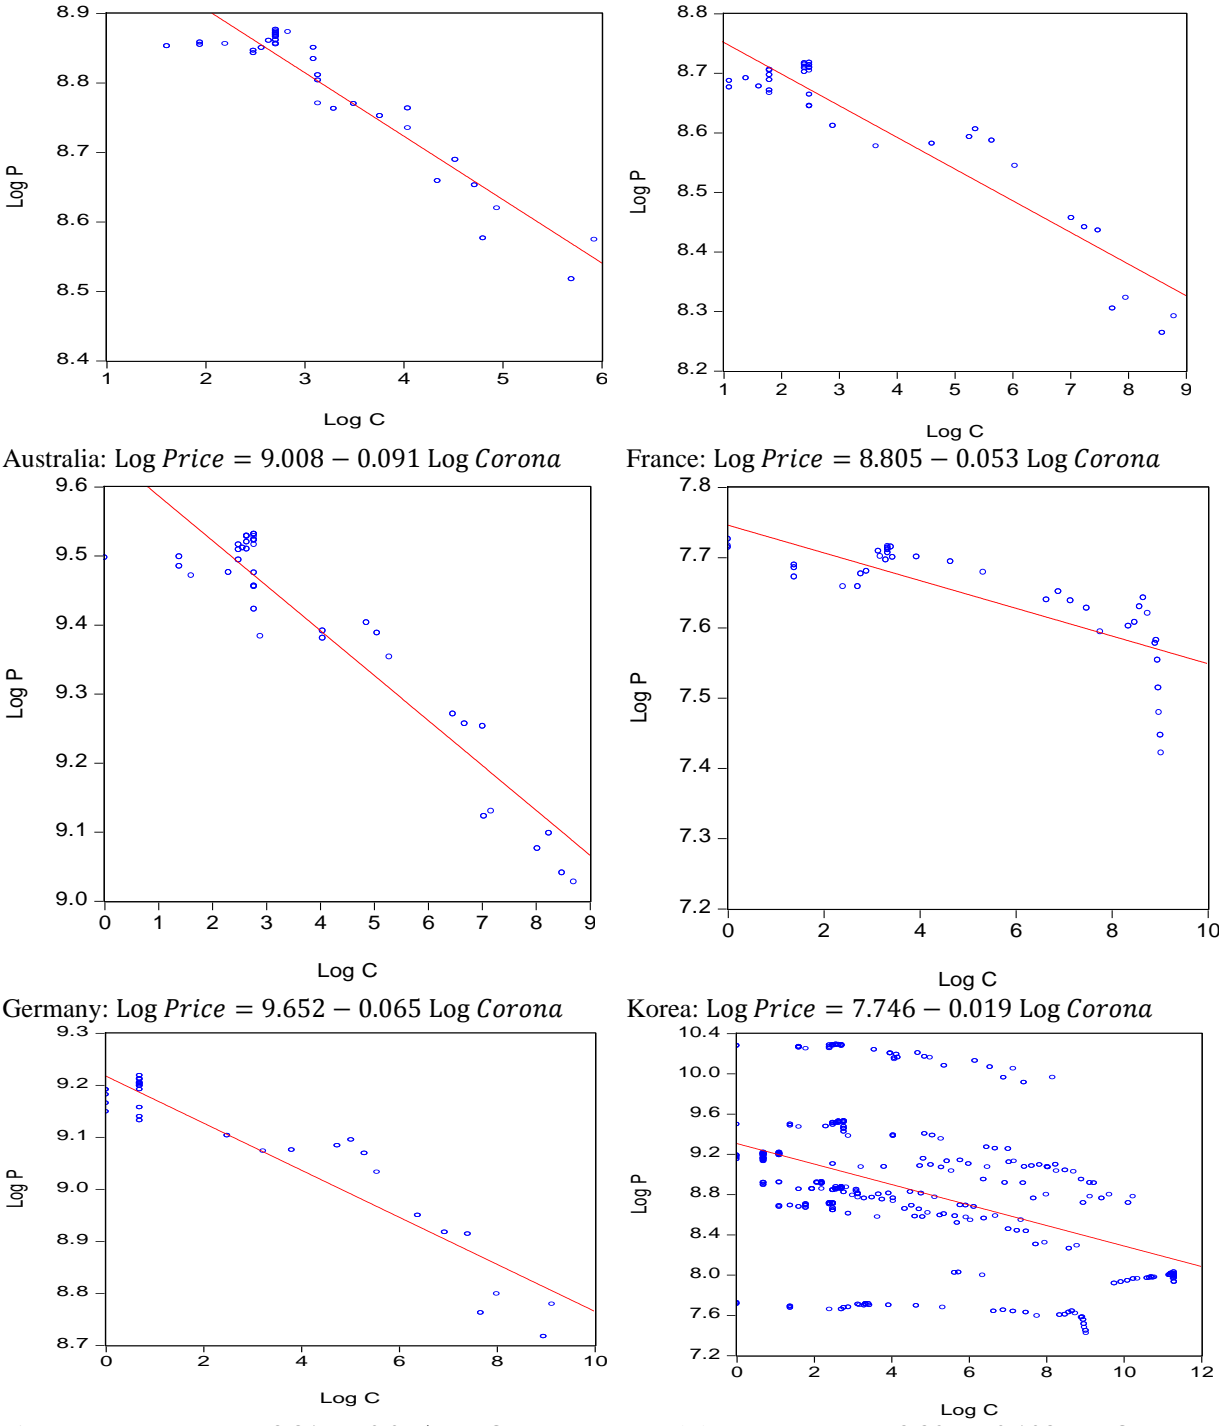 8.9
8.8
8.7
8.6
8.5
8.4
1 2 3 4 5 6
Log P
Log C
8.8
8.7
8.6
8.5
8.4
8.3
8.2
1 2 3 4 5 6 7 8 9
Log P
Log C
Australia: Log Price = 9.008 − 0.091 Log Corona
France: Log Price = 8.805 − 0.053 Log Corona
9.6
9.5
9.4
9.3
9.2
9.1
9.0
0 1 2 3 4 5 6 7 8 9
Log P
Log C
7.8
7.7
7.6
7.5
7.4
7.3
7.2
0 2 4 6 8 10
Log P
Log C
Germany: Log Price = 9.652 − 0.065 Log Corona
Korea: Log Price = 7.746 − 0.019 Log Corona
9.3
9.2
9.1
9.0
8.9
8.8
8.7
0 2 4 6 8 10
Log P
Log C
10.4
10.0
9.6
9.2
8.8
8.4
8.0
7.6
7.2
0 2 4 6 8 10 12
Log P
Log C